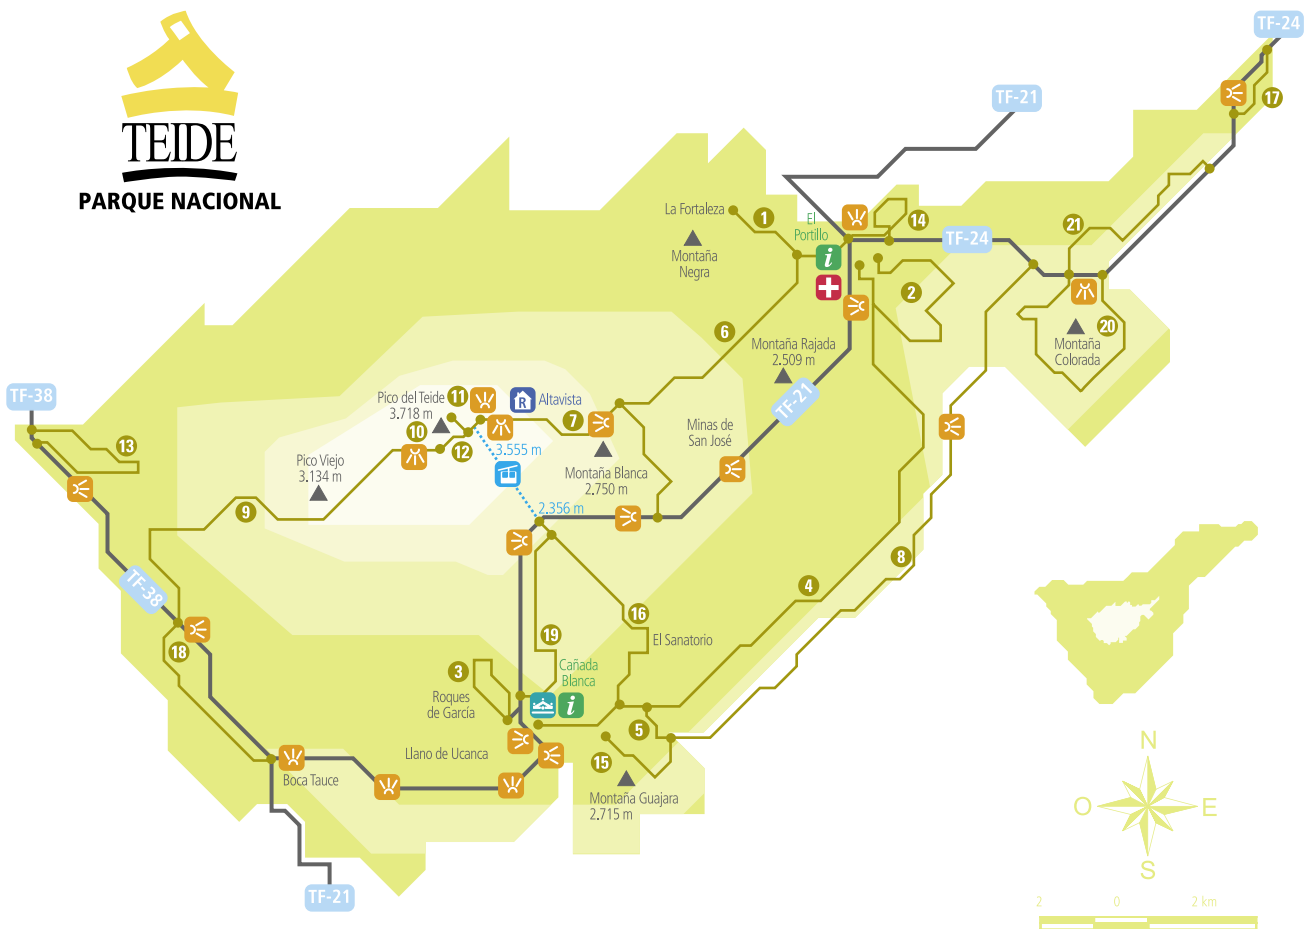 TEIDE
PARQUE NACIONAL
TF-24
17
TF-21
La Fortaleza
1
El
Portillo
i
14
TF-24
21
Montaña
Negra
2
6
Montaña Rajada
2.509 m
20
Montaña
Colorada
TF-38
Pico del Teide
3.718 m
11
R
Altavista
7
TF-21
13
10
12
3.555 m
Minas de
San José
Pico Viejo
3.134 m
Montaña Blanca
2.750 m
9
2.356 m
8
TF-38
4
16
18
19
El Sanatorio
3
Cañada
Blanca
i
Roques
de García
5
Llano de Ucanca
15
Boca Tauce
Montaña Guajara
2.715 m
TF-21
N
O
E
S
2
0
2 km